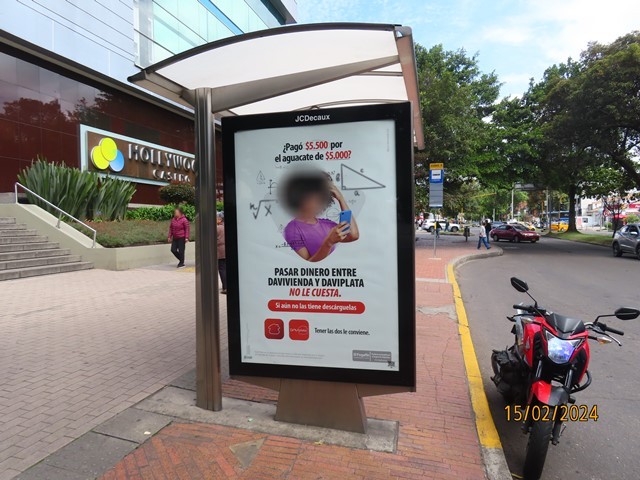 JCDecaux
¿Pagó $5.500 por
el aguacate de $5.000?
HOLLYWOOD
PASAR DINERO ENTRE
DAVIVIENDA Y DAVIPLATA
NO LE CUESTA.
Si aún no las tiene descárguelas
Tener las dos le conviene.
15/02/2024